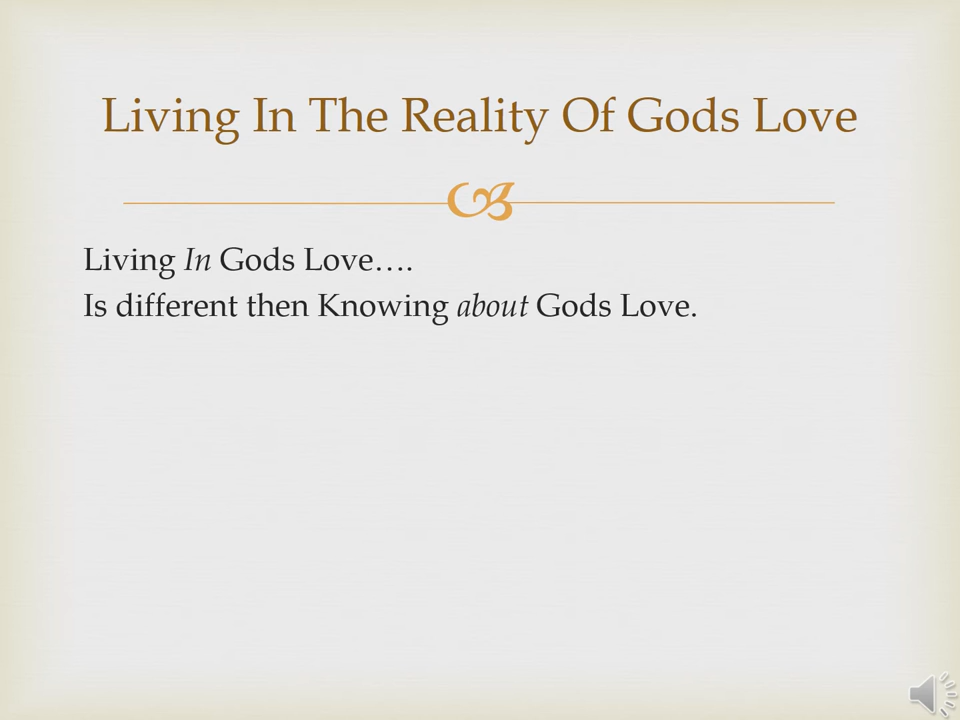 Living In The Reality Of Gods Love
Living In Gods Love….
Is different then Knowing about Gods Love.